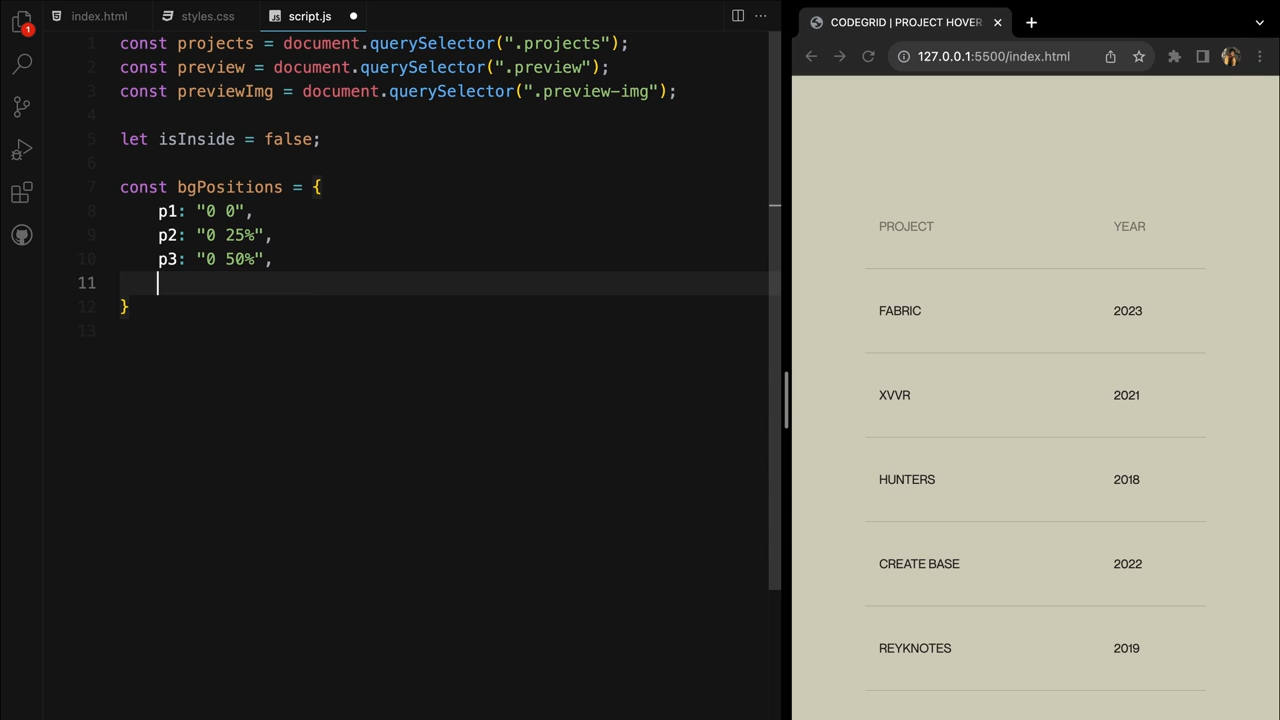 index.html
styles.css
JS script.js
1
1 const projects = document.querySelector(".projects");
2 const preview = document.querySelector(".preview");
3 const previewImg = document.querySelector(".preview-img");
4
5 let isInside = false;
6
7 const bgPositions = {
8 p1: "0 0",
9 p2: "0 25%",
10 p3: "0 50%",
11
12 }
13
CODEGRID | PROJECT HOVER
127.0.0.1:5500/index.html
PROJECT YEAR
FABRIC 2023
XVVR 2021
HUNTERS 2018
CREATE BASE 2022
REYKNOTES 2019